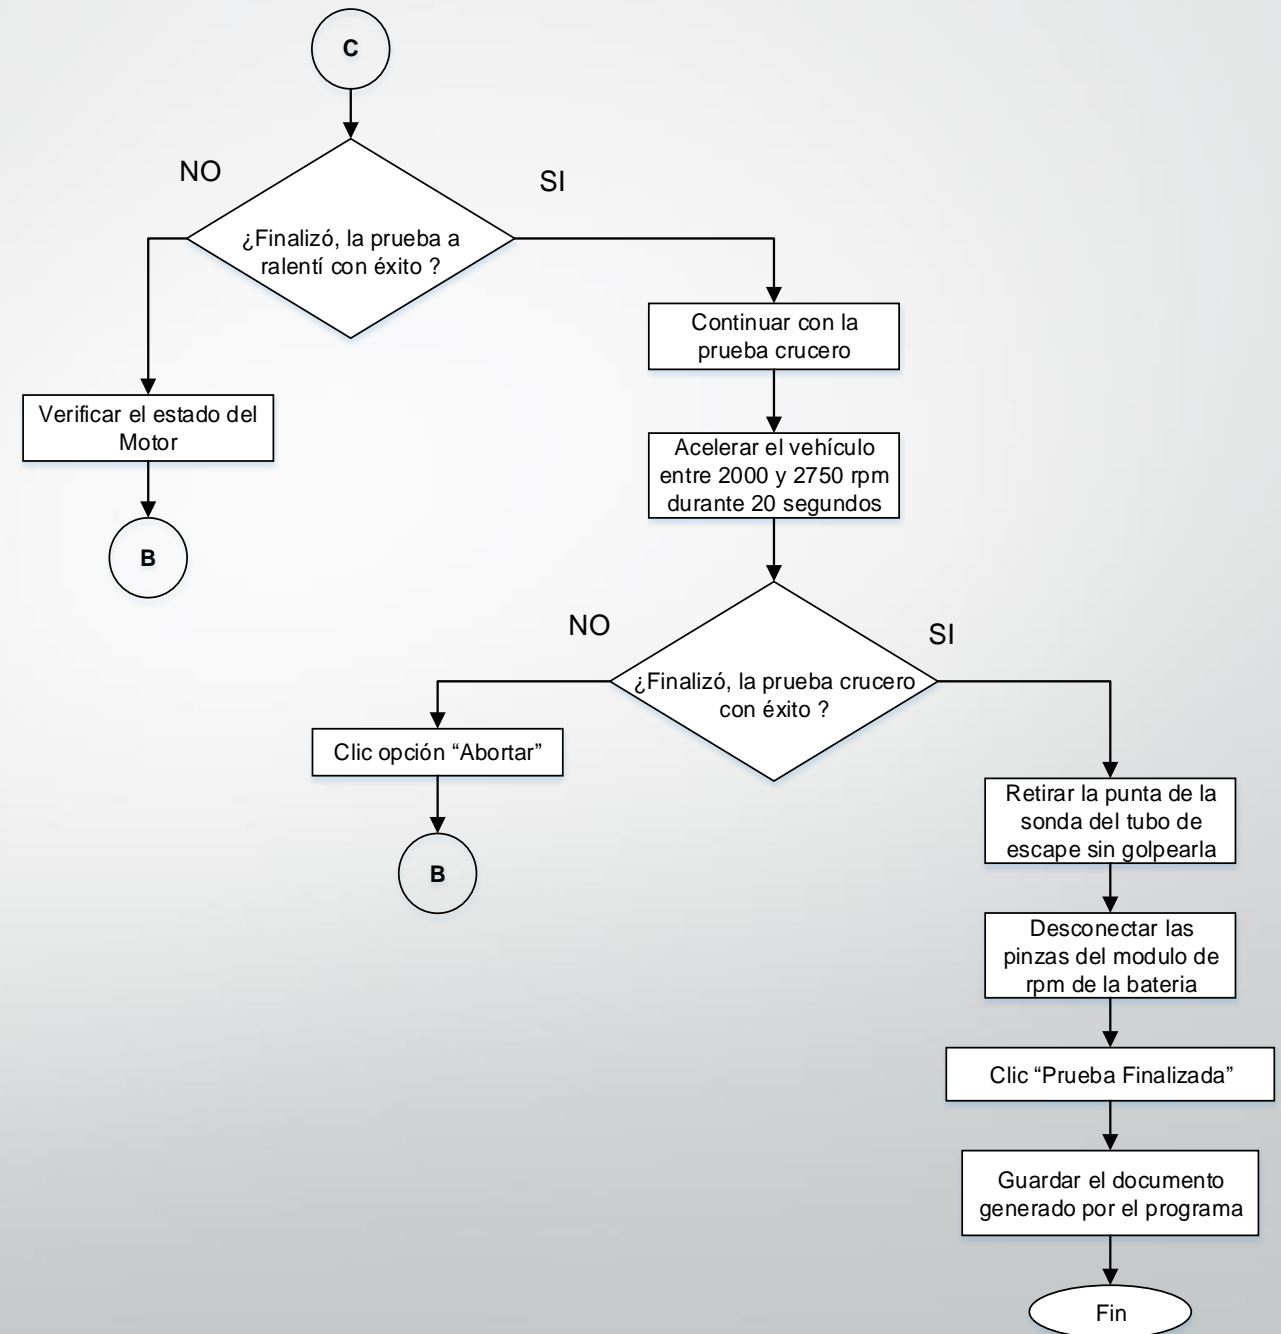 C
NO
SI
¿Finalizó, la prueba a
ralentí con éxito ?
Continuar con la
prueba crucero
Verificar el estado del
Motor
Acelerar el vehículo
entre 2000 y 2750 rpm
durante 20 segundos
B
NO
SI
¿Finalizó, la prueba crucero
con éxito ?
Clic opción “Abortar”
Retirar la punta de la
sonda del tubo de
escape sin golpearla
B
Desconectar las
pinzas del modulo de
rpm de la bateria
Clic “Prueba Finalizada”
Guardar el documento
generado por el programa
Fin